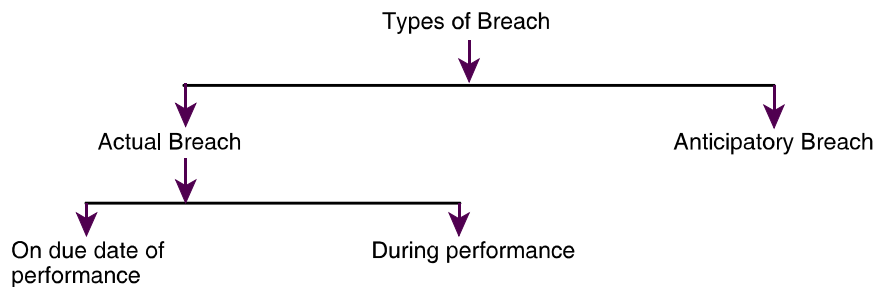 Types of Breach
Actual Breach
Anticipatory Breach
On due date of
performance
During performance